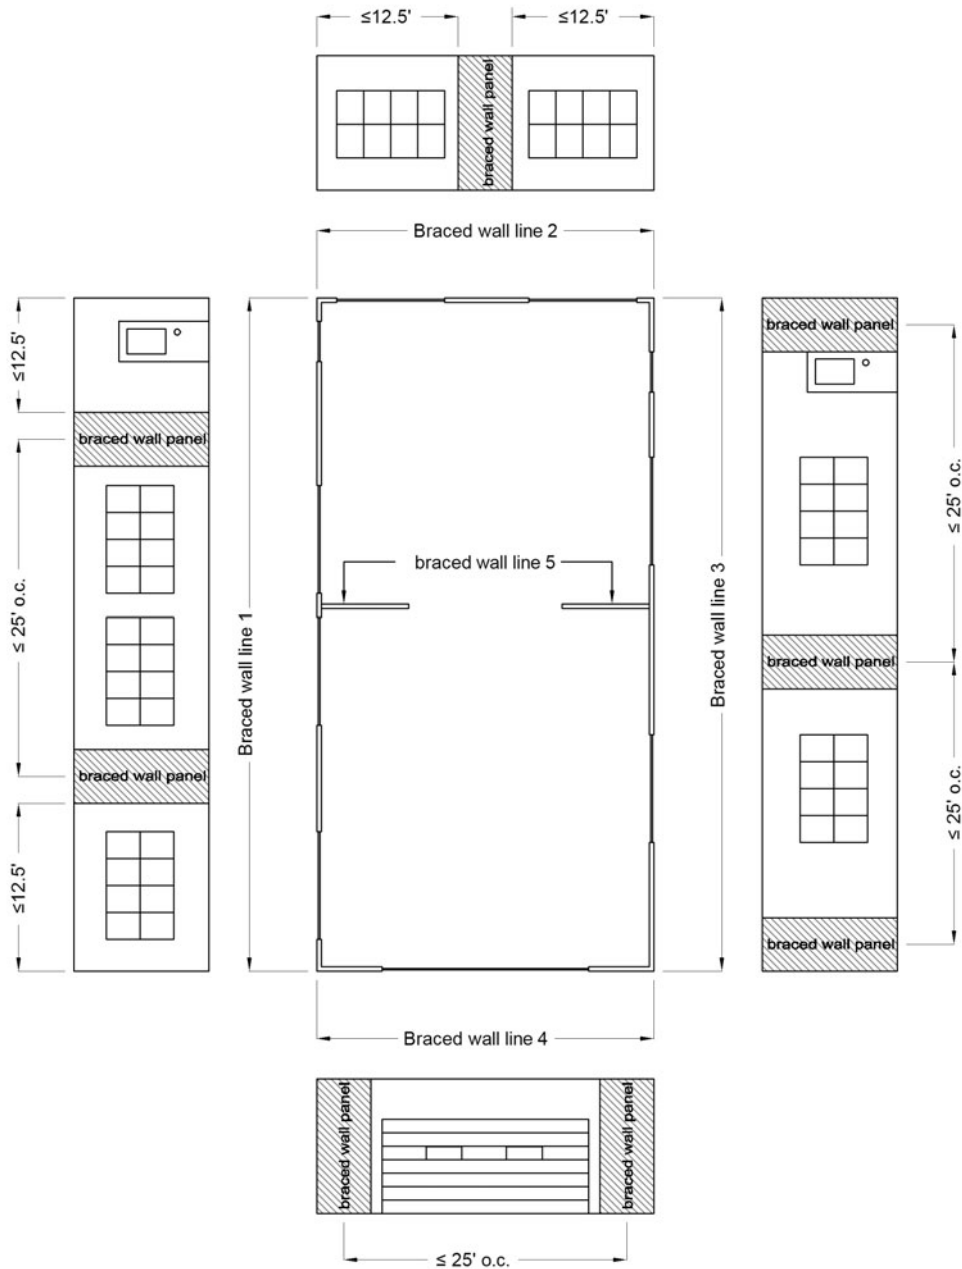 ≤12.5'
≤12.5'
braced wall panel
Braced wall line 2
≤12.5'
braced wall panel
≤ 25' o.c.
braced wall panel
≤12.5'
Braced wall line 1
braced wall line 5
Braced wall line 3
braced wall panel
≤ 25' o.c.
braced wall panel
≤ 25' o.c.
braced wall panel
Braced wall line 4
braced wall panel
braced wall panel
≤ 25' o.c.